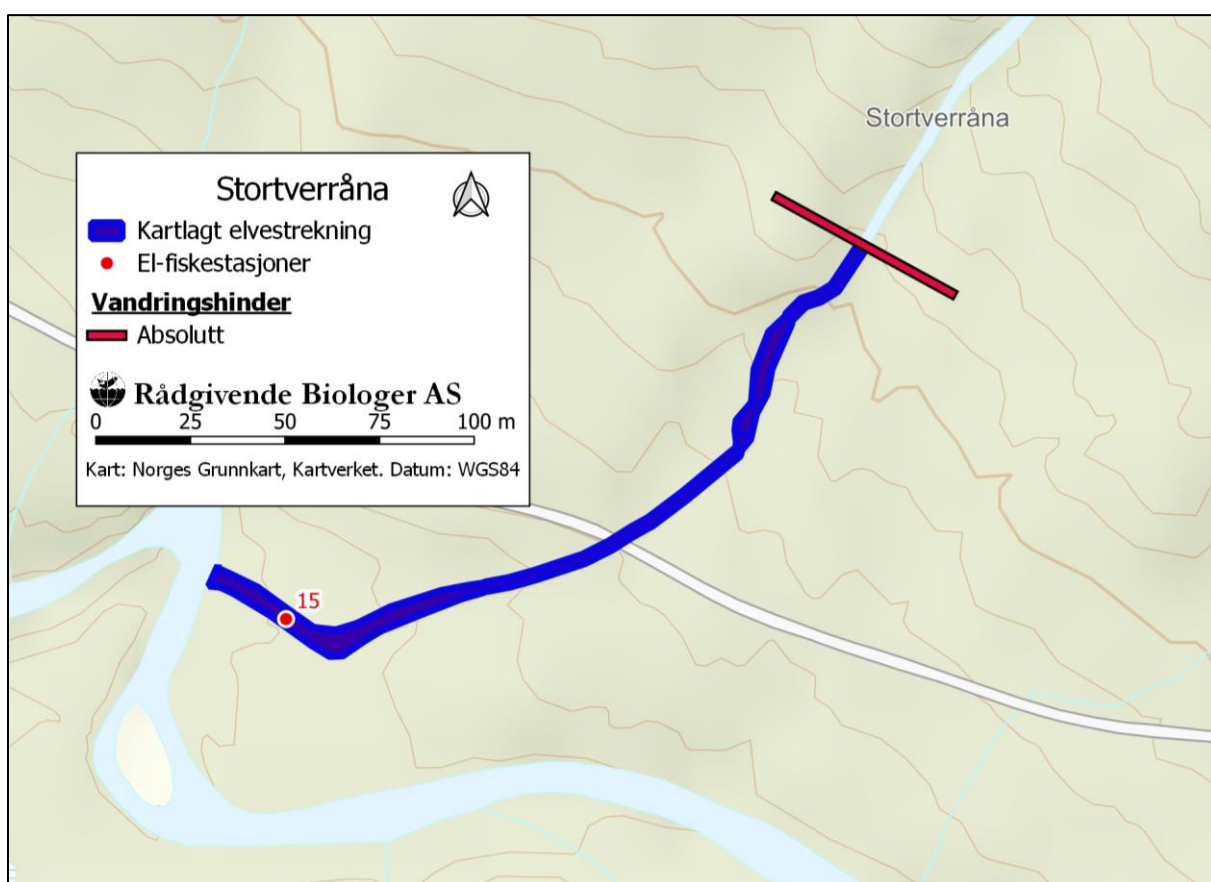 Stortverråna
Stortverråna
Kartlagt elvestrekning
El-fiskestasjoner
Vandringshinder
Absolutt
Rådgivende Biologer AS
0 25 50 75 100 m
Kart: Norges Grunnkart, Kartverket. Datum: WGS84
15